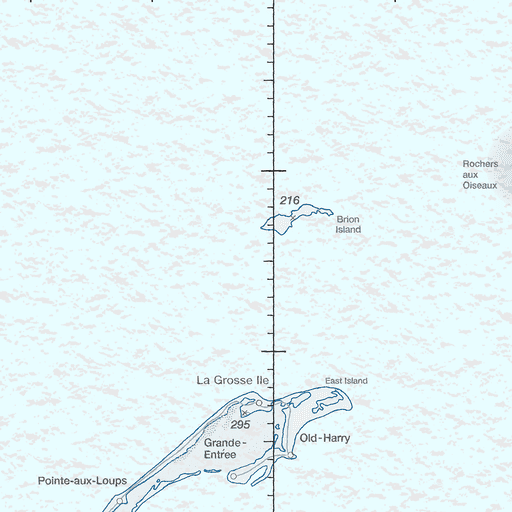 Rochers
aux
Oiseaux
216
Brion
Island
La Grosse Ile
East Island
295
Grande-
Entree
Old-Harry
Pointe-aux-Loups